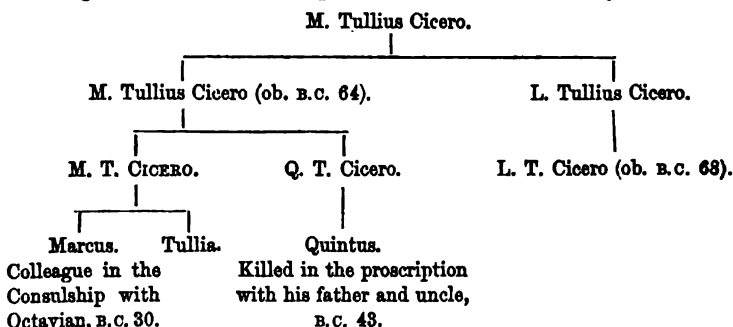 M. Tullius Cicero.
M. Tullius Cicero (ob. B.C. 64). L. Tullius Cicero.
M. T. CICERO. Q. T. Cicero. L. T. Cicero (ob. B.C. 68).
Marcus. Tullia. Quintus.
Colleague in the Killed in the proscription
Consulship with with his father and uncle,
Octavian, B.C. 30. B.C. 43.